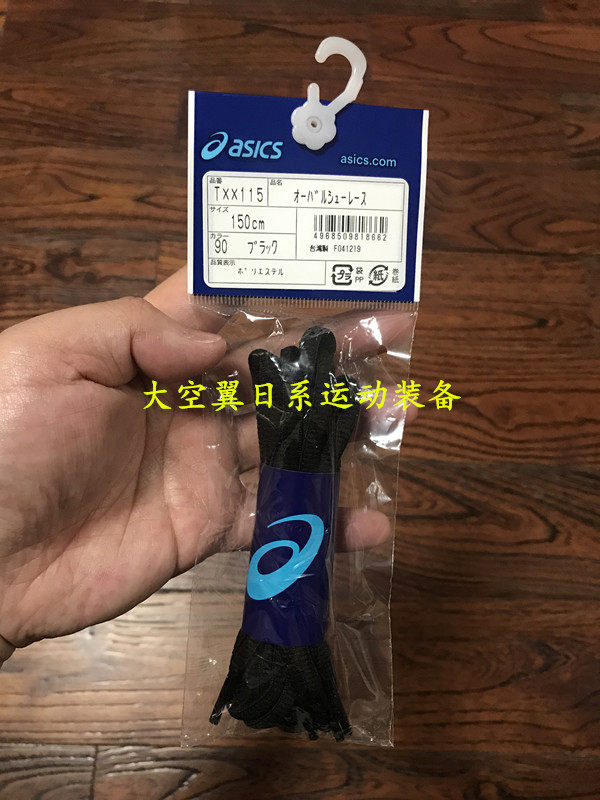 asics
asics.com
品番 TXX115 品名 オーバルシューレース
サイズ 150cm
4968509818682
カラー 90 ブラック
台湾製 F041219
品質表示 ポリエステル
プラ 袋 PP 紙 巻紙
大空翼日系运动装备